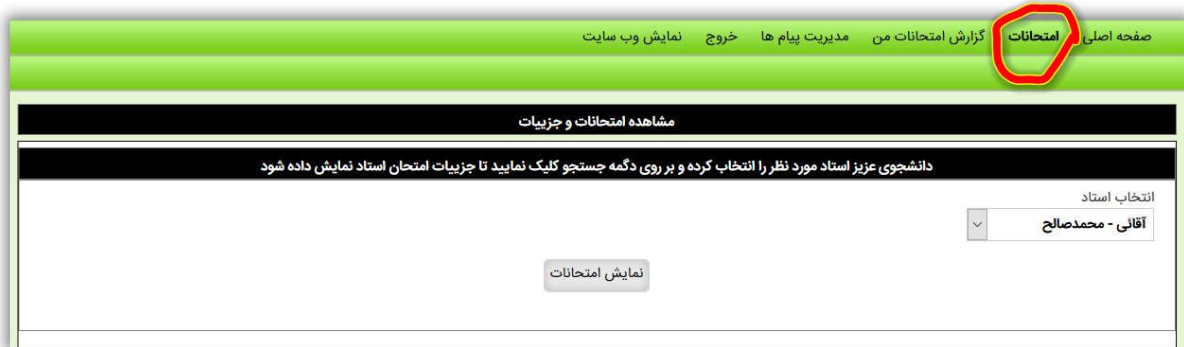 صفحه اصلی امتحانات گزارش امتحانات من مدیریت پیام ها خروج نمایش وب سایت
مشاهده امتحانات و جزییات
دانشجوی عزیز استاد مورد نظر را انتخاب کرده و بر روی دگمه جستجو کلیک نمایید تا جزییات امتحان استاد نمایش داده شود
انتخاب استاد
آقائی - محمدصالح
نمایش امتحانات